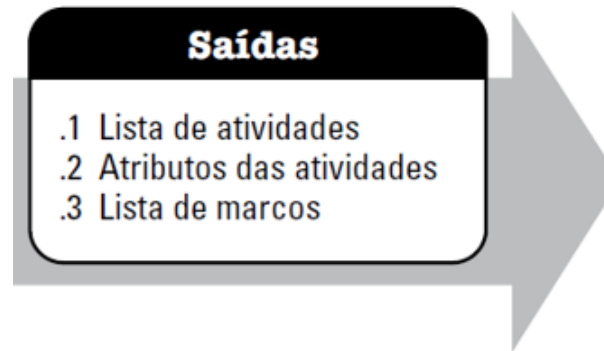 Saídas
.1 Lista de atividades
.2 Atributos das atividades
.3 Lista de marcos